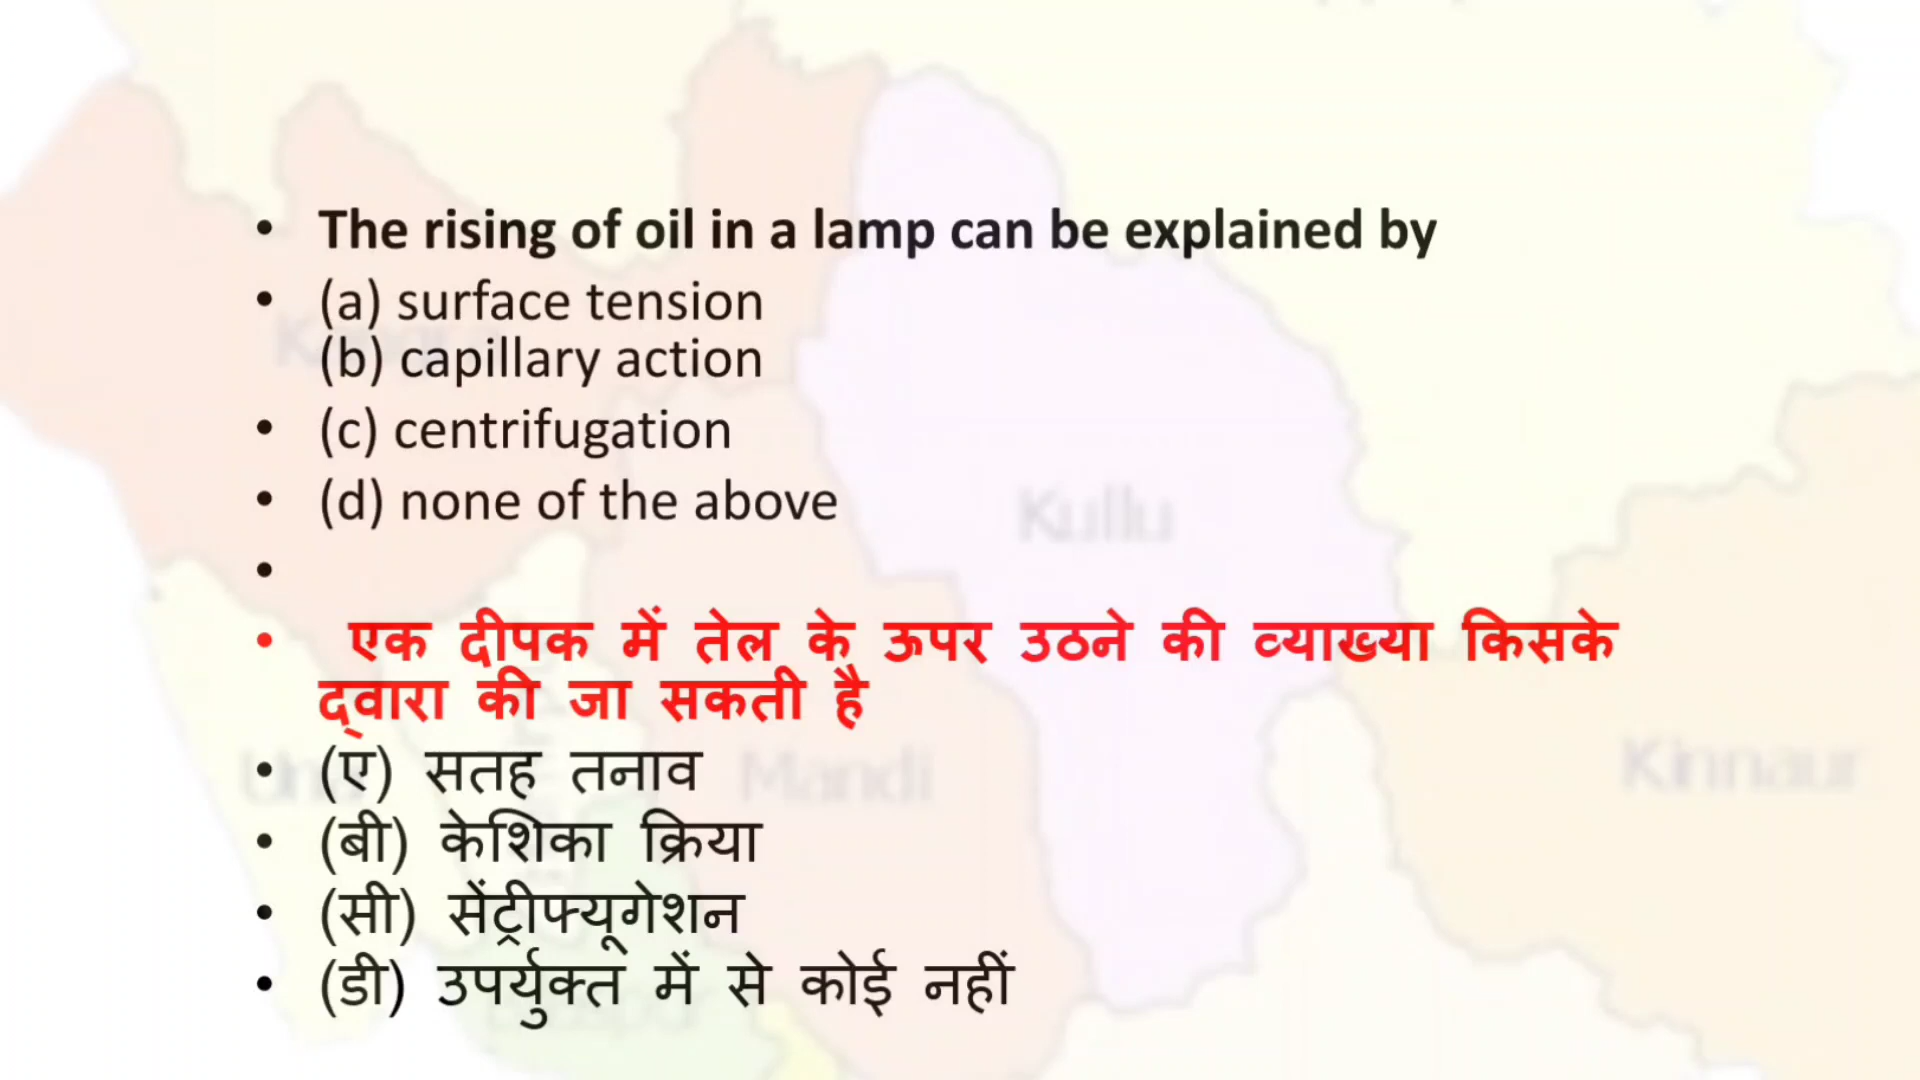 • The rising of oil in a lamp can be explained by
• (a) surface tension
(b) capillary action
• (c) centrifugation
• (d) none of the above
•
• एक दीपक में तेल के ऊपर उठने की व्याख्या किसके
द्वारा की जा सकती है
• (ए) सतह तनाव
• (बी) केशिका क्रिया
• (सी) सेंट्रीफ्यूगेशन
• (डी) उपर्युक्त में से कोई नहीं
Kullu
Mandi
Kinnaur